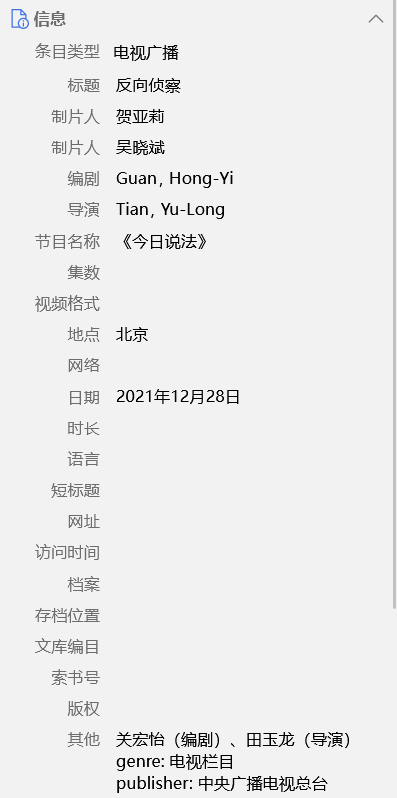 信息
条目类型 电视广播
标题 反向侦察
制片人 贺亚莉
制片人 吴晓斌
编剧 Guan, Hong-Yi
导演 Tian, Yu-Long
节目名称 《今日说法》
集数
视频格式
地点 北京
网络
日期 2021年12月28日
时长
语言
短标题
网址
访问时间
档案
存档位置
文库编目
索书号
版权
其他 关宏怡（编剧）、田玉龙（导演）
genre: 电视栏目
publisher: 中央广播电视总台